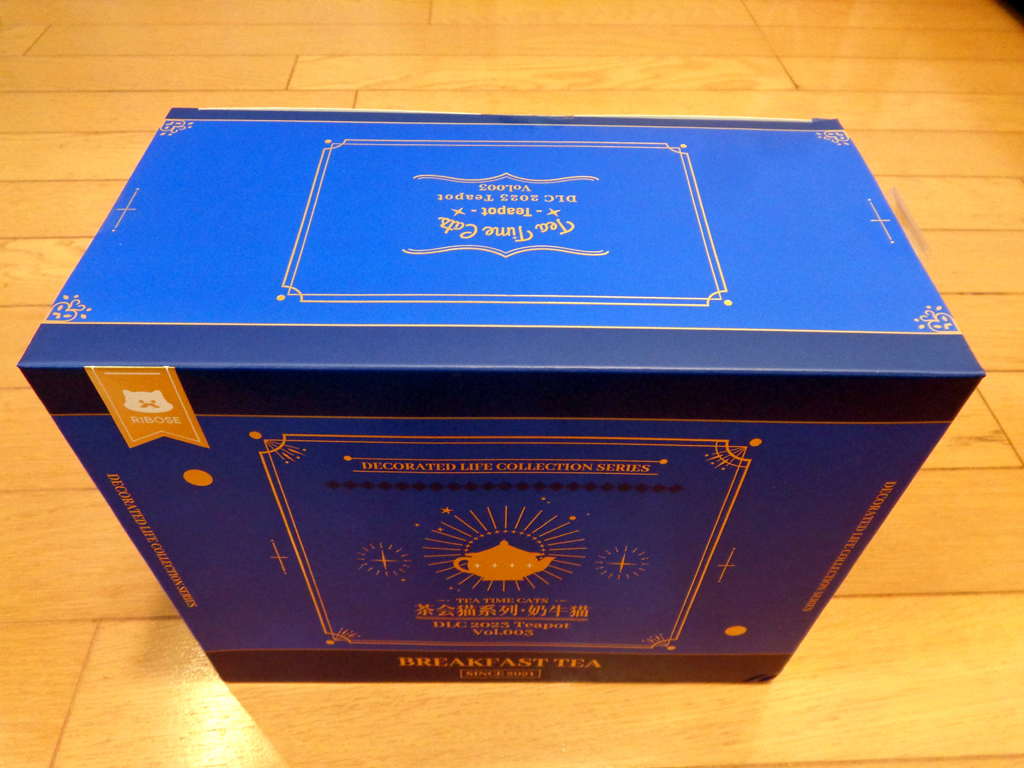 Tea Time Cats
- Teapot -
DLC 2023 Teapot
Vol.003
RIBOSE
DECORATED LIFE COLLECTION SERIES
DECORATED LIFE COLLECTION SERIES
TEA TIME CATS
茶会猫系列·奶牛猫
DLC 2023 Teapot
Vol.003
BREAKFAST TEA
SINCE 2021
DECORATED LIFE COLLECTION SERIES